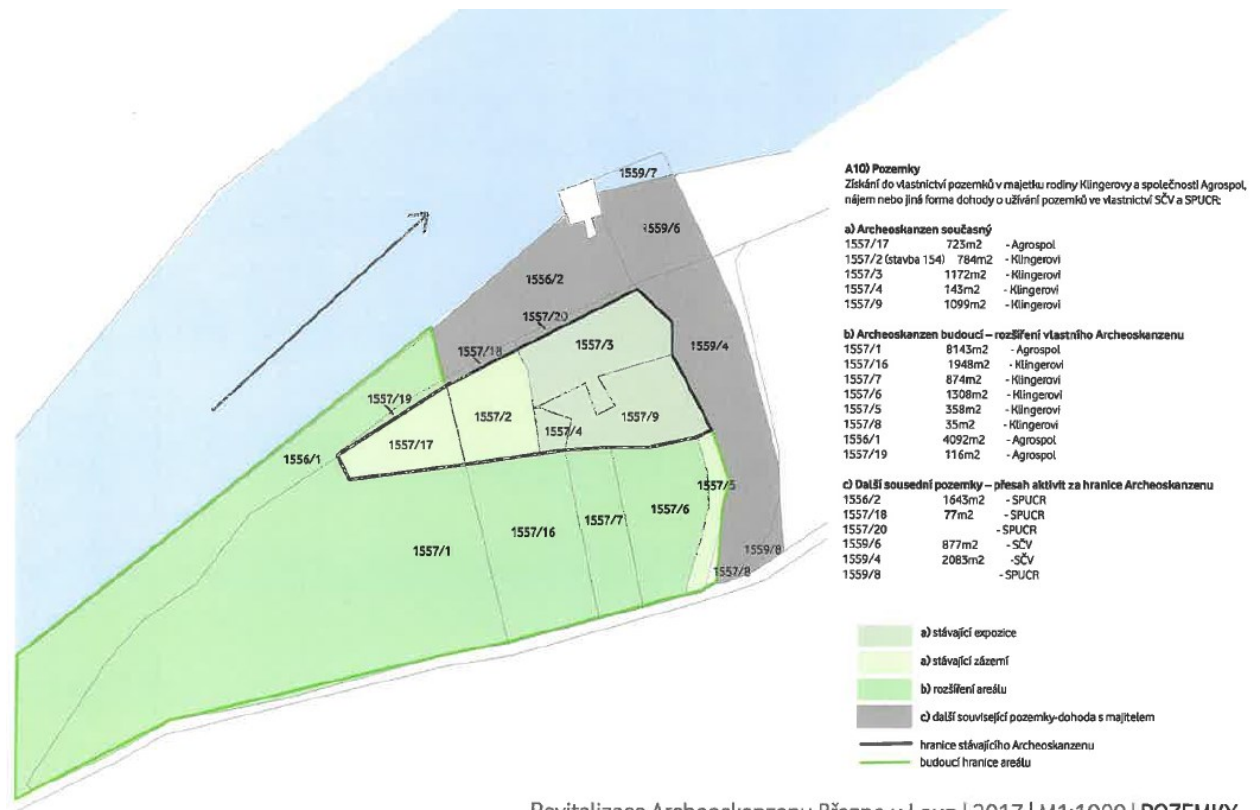 A10) Pozemky
Získání do vlastnictví pozemků v majetku rodiny Klingerovy a společnosti Agrospol,
nájem nebo jiná forma dohody o užívání pozemků ve vlastnictví SČV a SPUCR:
a) Archeoskanzen současný
1557/17 723m2 - Agrospol
1557/2 (stavba 154) 784m2 - Klingerovi
1557/3 1172m2 - Klingerovi
1557/4 143m2 - Klingerovi
1557/9 1099m2 - Klingerovi
b) Archeoskanzen budoucí – rozšíření vlastního Archeoskanzenu
1557/1 8143m2 - Agrospol
1557/16 1948m2 - Klingerovi
1557/7 874m2 - Klingerovi
1557/6 1308m2 - Klingerovi
1557/5 358m2 - Klingerovi
1557/8 35m2 - Klingerovi
1556/1 4092m2 - Agrospol
1557/19 116m2 - Agrospol
c) Další sousední pozemky – přesah aktivit za hranice Archeoskanzenu
1556/2 1643m2 - SPUCR
1557/18 77m2 - SPUCR
1557/20 - SPUCR
1559/6 877m2 - SČV
1559/4 2083m2 - SČV
1559/8 - SPUCR
a) stávající expozice
a) stávající zázemí
b) rozšíření areálu
c) další související pozemky-dohoda s majitelem
hranice stávajícího Archeoskanzenu
budoucí hranice areálu
1559/7
1559/6
1556/2
1557/20
1557/3
1559/4
1557/18
1557/19
1557/2
1557/9
1557/4
1557/17
1556/1
1557/5
1557/6
1557/7
1557/16
1557/1
1559/8
1557/8
Revitalizace Archeoskanzenu Březno u Loun | 2017 | M1:1000 | POZEMKY